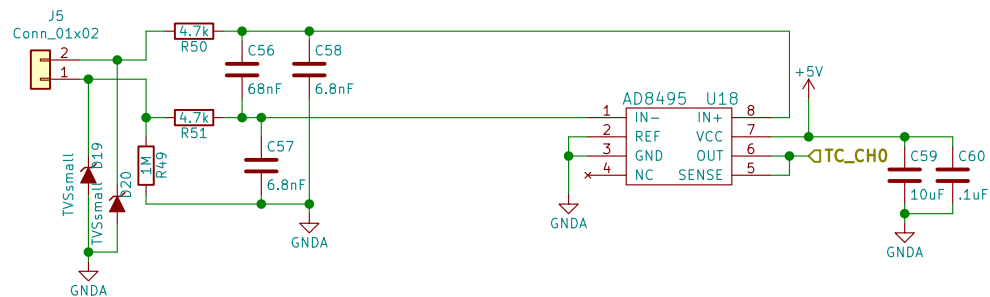 J5
Conn_01x02
2
1
4.7k
R50
C56
68nF
C58
6.8nF
4.7k
R51
1M
R49
C57
6.8nF
D19
TVSsmall
D20
TVSsmall
GNDA
GNDA
AD8495
U18
1
IN-
2
REF
3
GND
4
NC
IN+
8
VCC
7
OUT
6
SENSE
5
GNDA
+5V
TC_CH0
C59
10uF
C60
.1uF
GNDA